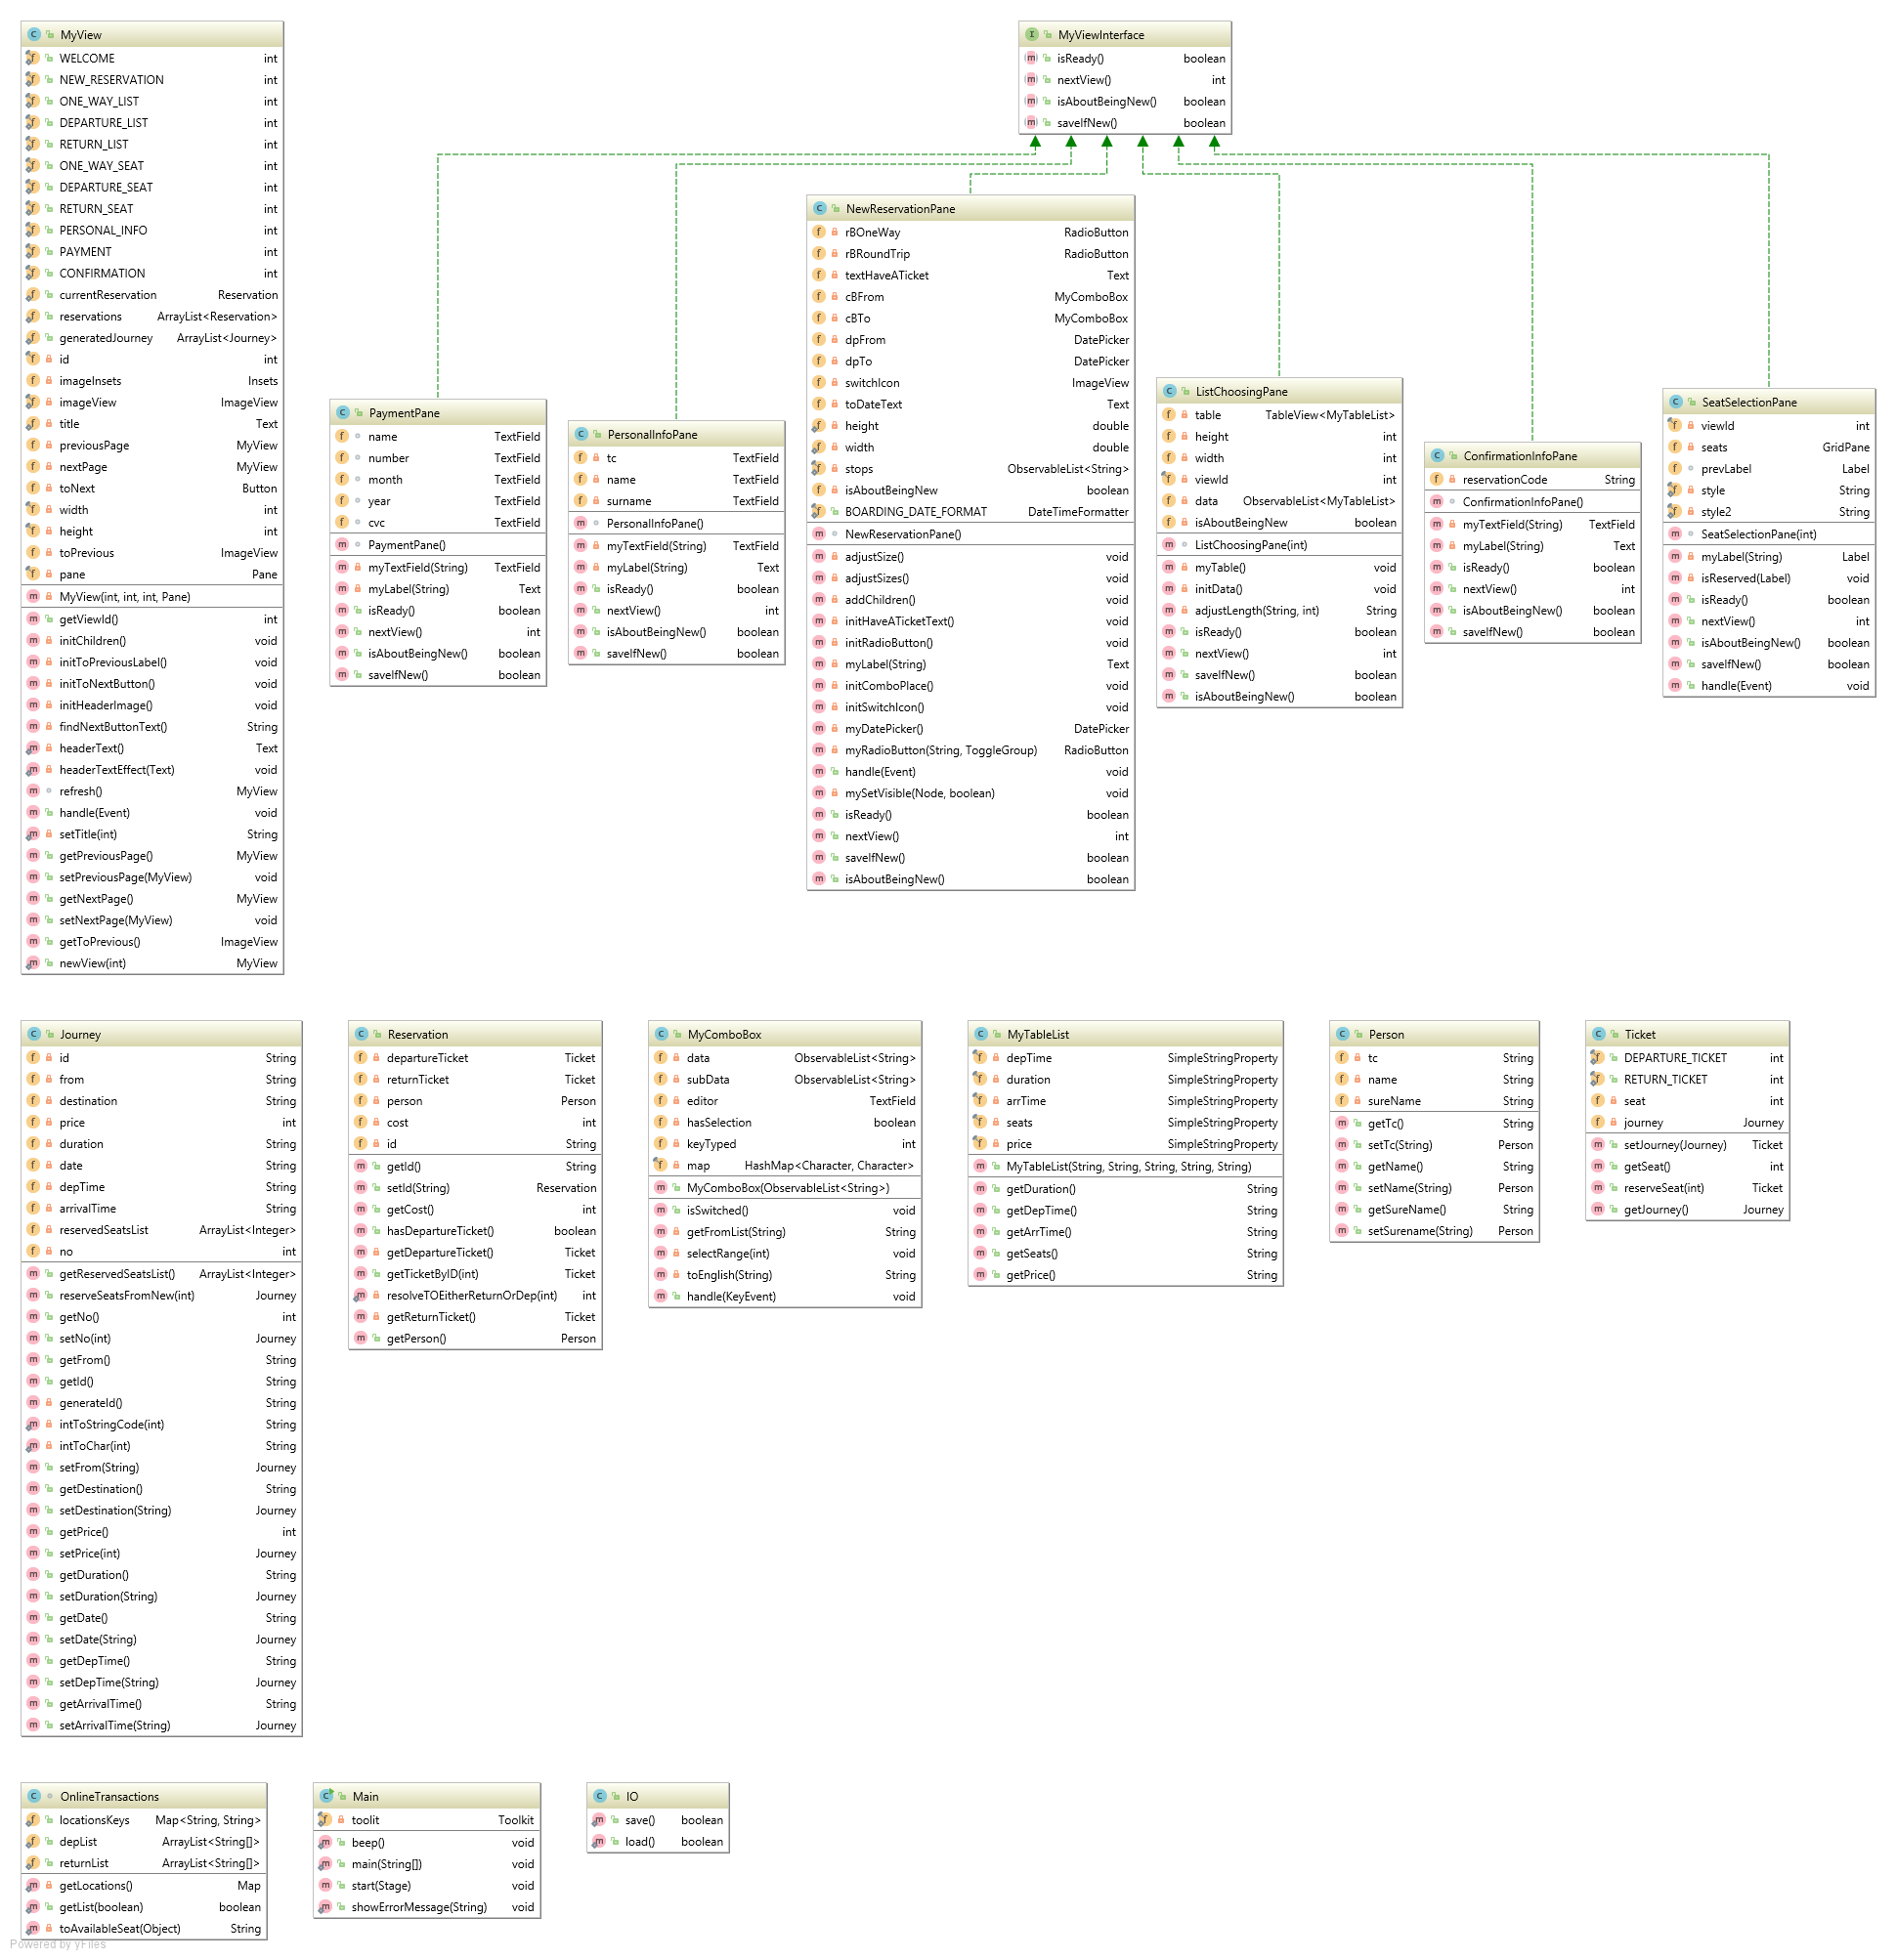 MyView
WELCOME int
NEW_RESERVATION int
ONE_WAY_LIST int
DEPARTURE_LIST int
RETURN_LIST int
ONE_WAY_SEAT int
DEPARTURE_SEAT int
RETURN_SEAT int
PERSONAL_INFO int
PAYMENT int
CONFIRMATION int
currentReservation Reservation
reservations ArrayList<Reservation>
generatedJourney ArrayList<Journey>
id int
imageInsets Insets
imageView ImageView
title Text
previousPage MyView
nextPage MyView
toNext Button
width int
height int
toPrevious ImageView
pane Pane
MyView(int, int, int, Pane)
getViewId() int
initChildren() void
initToPreviousLabel() void
initToNextButton() void
initHeaderImage() void
findNextButtonText() String
headerText() Text
headerTextEffect(Text) void
refresh() MyView
handle(Event) void
setTitle(int) String
getPreviousPage() MyView
setPreviousPage(MyView) void
getNextPage() MyView
setNextPage(MyView) void
getToPrevious() ImageView
newView(int) MyView
MyViewInterface
isReady() boolean
nextView() int
isAboutBeingNew() boolean
saveIfNew() boolean
PaymentPane
name TextField
number TextField
month TextField
year TextField
cvc TextField
PaymentPane()
myTextField(String) TextField
myLabel(String) Text
isReady() boolean
nextView() int
isAboutBeingNew() boolean
saveIfNew() boolean
PersonalInfoPane
tc TextField
name TextField
surname TextField
PersonalInfoPane()
myTextField(String) TextField
myLabel(String) Text
isReady() boolean
nextView() int
isAboutBeingNew() boolean
saveIfNew() boolean
NewReservationPane
rBOneWay RadioButton
rBRoundTrip RadioButton
textHaveATicket Text
cBFrom MyComboBox
cBTo MyComboBox
dpFrom DatePicker
dpTo DatePicker
switchIcon ImageView
toDateText Text
height double
width double
stops ObservableList<String>
isAboutBeingNew boolean
BOARDING_DATE_FORMAT DateTimeFormatter
NewReservationPane()
adjustSize() void
adjustSizes() void
addChildren() void
initHaveATicketText() void
initRadioButton() void
myLabel(String) Text
initComboPlace() void
initSwitchIcon() void
myDatePicker() DatePicker
myRadioButton(String, ToggleGroup) RadioButton
handle(Event) void
mySetVisible(Node, boolean) void
isReady() boolean
nextView() int
saveIfNew() boolean
isAboutBeingNew() boolean
ListChoosingPane
table TableView<MyTableList>
height int
width int
viewId int
data ObservableList<MyTableList>
isAboutBeingNew boolean
ListChoosingPane(int)
myTable() void
initData() void
adjustLength(String, int) String
isReady() boolean
nextView() int
saveIfNew() boolean
isAboutBeingNew() boolean
ConfirmationInfoPane
reservationCode String
ConfirmationInfoPane()
myTextField(String) TextField
myLabel(String) Text
isReady() boolean
nextView() int
isAboutBeingNew() boolean
saveIfNew() boolean
SeatSelectionPane
viewId int
seats GridPane
prevLabel Label
style String
style2 String
SeatSelectionPane(int)
myLabel(String) Label
isReserved(Label) void
isReady() boolean
nextView() int
isAboutBeingNew() boolean
saveIfNew() boolean
handle(Event) void
Journey
id String
from String
destination String
price int
duration String
date String
depTime String
arrivalTime String
reservedSeatsList ArrayList<Integer>
no int
getReservedSeatsList() ArrayList<Integer>
reserveSeatsFromNew(int) Journey
getNo() int
setNo(int) Journey
getFrom() String
getId() String
generateId() String
intToStringCode(int) String
intToChar(int) String
setFrom(String) Journey
getDestination() String
setDestination(String) Journey
getPrice() int
setPrice(int) Journey
getDuration() String
setDuration(String) Journey
getDate() String
setDate(String) Journey
getDepTime() String
setDepTime(String) Journey
getArrivalTime() String
setArrivalTime(String) Journey
Reservation
departureTicket Ticket
returnTicket Ticket
person Person
cost int
id String
getId() String
setId(String) Reservation
getCost() int
hasDepartureTicket() boolean
getDepartureTicket() Ticket
getTicketByID(int) Ticket
resolveTOEitherReturnOrDep(int) int
getReturnTicket() Ticket
getPerson() Person
MyComboBox
data ObservableList<String>
subData ObservableList<String>
editor TextField
hasSelection boolean
keyTyped int
map HashMap<Character, Character>
MyComboBox(ObservableList<String>)
isSwitched() void
getFromList(String) String
selectRange(int) void
toEnglish(String) String
handle(KeyEvent) void
MyTableList
depTime SimpleStringProperty
duration SimpleStringProperty
arrTime SimpleStringProperty
seats SimpleStringProperty
price SimpleStringProperty
MyTableList(String, String, String, String, String)
getDuration() String
getDepTime() String
getArrTime() String
getSeats() String
getPrice() String
Person
tc String
name String
sureName String
getTc() String
setTc(String) Person
getName() String
setName(String) Person
getSureName() String
setSurename(String) Person
Ticket
DEPARTURE_TICKET int
RETURN_TICKET int
seat int
journey Journey
setJourney(Journey) Ticket
getSeat() int
reserveSeat(int) Ticket
getJourney() Journey
OnlineTransactions
locationsKeys Map<String, String>
depList ArrayList<String[]>
returnList ArrayList<String[]>
getLocations() Map
getList(boolean) boolean
toAvailableSeat(Object) String
Main
toolit Toolkit
beep() void
main(String[]) void
start(Stage) void
showErrorMessage(String) void
IO
save() boolean
load() boolean
Powered by yFiles